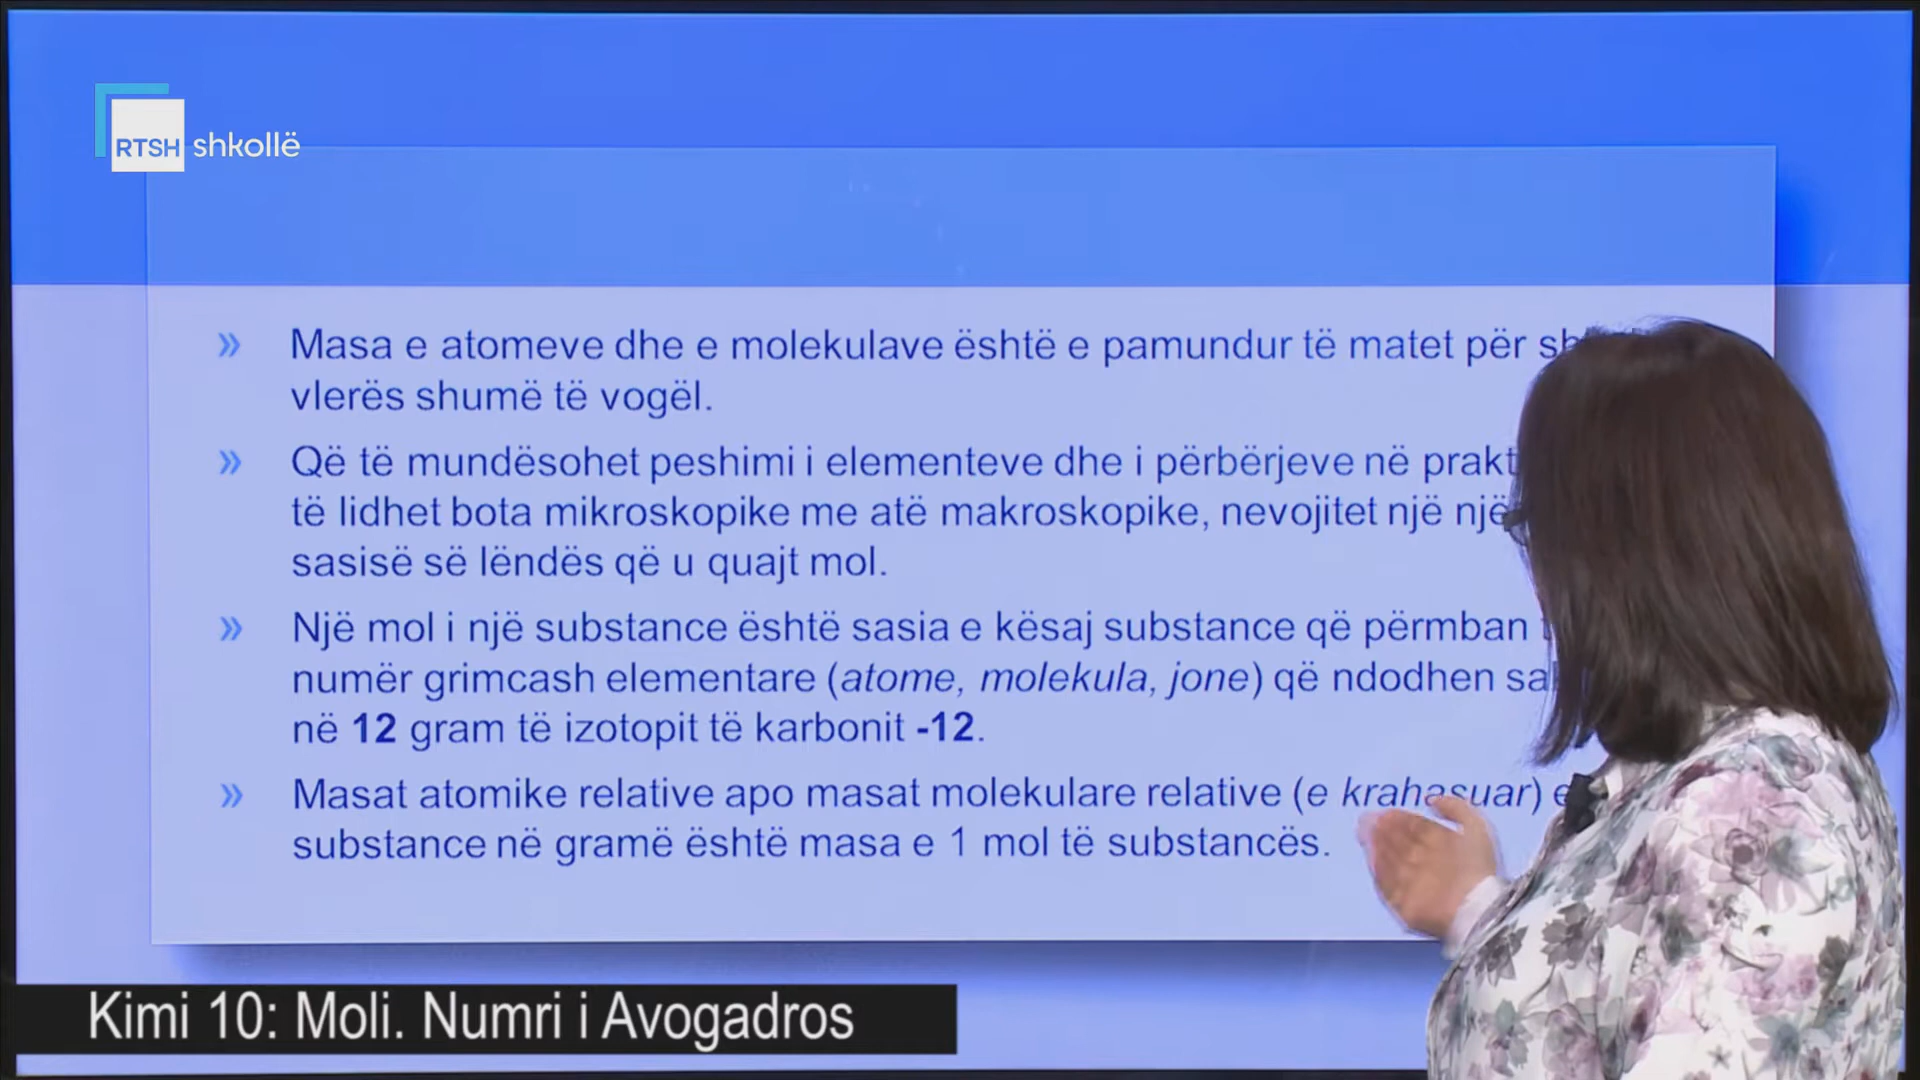 RTSH shkollë
» Masa e atomeve dhe e molekulave është e pamundur të matet për
vlerës shumë të vogël.
» Që të mundësohet peshimi i elementeve dhe i përbërjeve në
të lidhet bota mikroskopike me atë makroskopike, nevojitet një
sasisë së lëndës që u quajt mol.
» Një mol i një substance është sasia e kësaj substance që përmban
numër grimcash elementare (atome, molekula, jone) që ndodhen
në 12 gram të izotopit të karbonit -12.
» Masat atomike relative apo masat molekulare relative (e krahasuar)
substance në gramë është masa e 1 mol të substancës.
Kimi 10: Moli. Numri i Avogadros